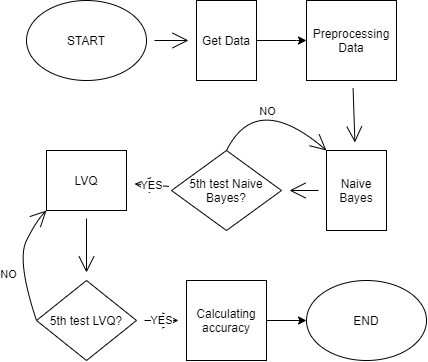 START
Get Data
Preprocessing
Data
NO
LVQ
YES
5th test Naive
Bayes?
Naive
Bayes
NO
5th test LVQ?
YES
Calculating
accuracy
END